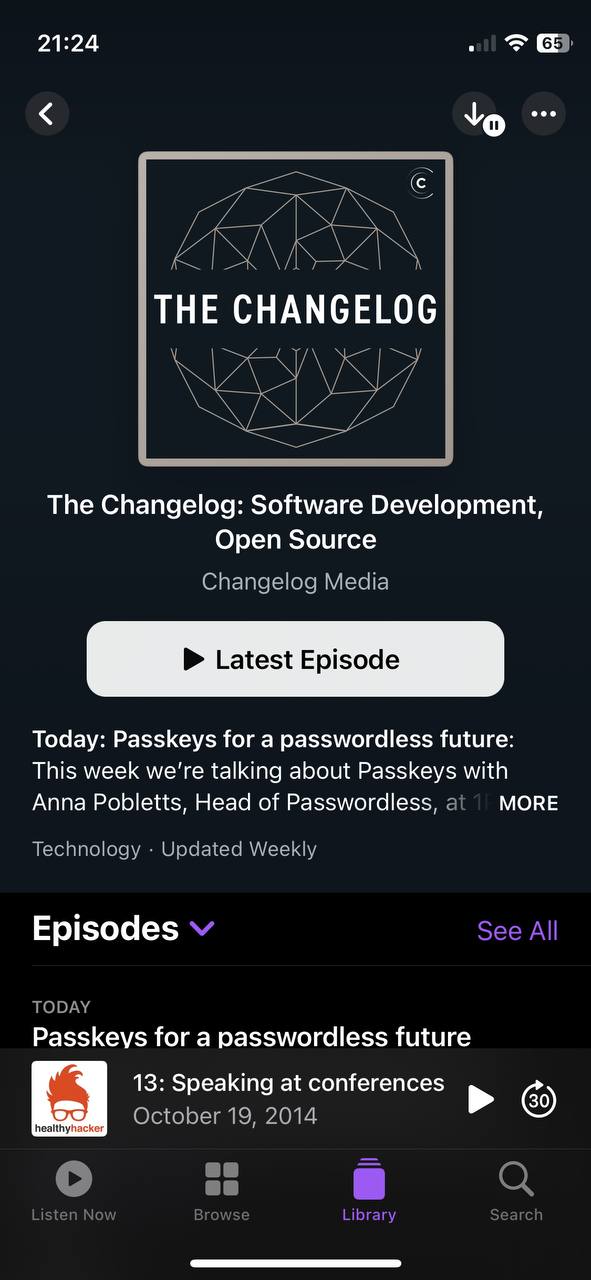 21:24
65
C
THE CHANGELOG
The Changelog: Software Development,
Open Source
Changelog Media
Latest Episode
Today: Passkeys for a passwordless future:
This week we’re talking about Passkeys with
Anna Pobletts, Head of Passwordless, at MORE
Technology · Updated Weekly
Episodes
See All
TODAY
Passkeys for a passwordless future
13: Speaking at conferences
October 19, 2014
30
healthyhacker
Listen Now
Browse
Library
Search